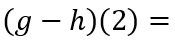 (g − h)(2) =